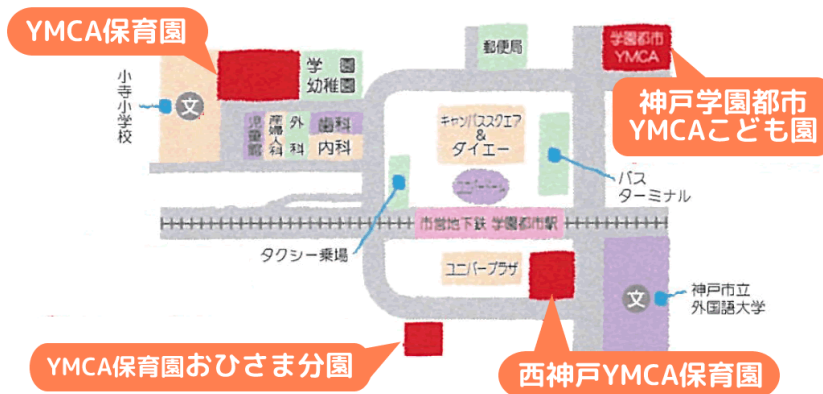 YMCA保育園
郵便局
学園都市
YMCA
学園
幼稚園
神戸学園都市
YMCAこども園
小寺小学校
文
児童館
産婦人科
外科
歯科
内科
キャンパススクエア
&
ダイエー
バス
ターミナル
市営地下鉄 学園都市駅
タクシー乗場
ユニバープラザ
文
神戸市立
外国語大学
YMCA保育園おひさま分園
西神戸YMCA保育園